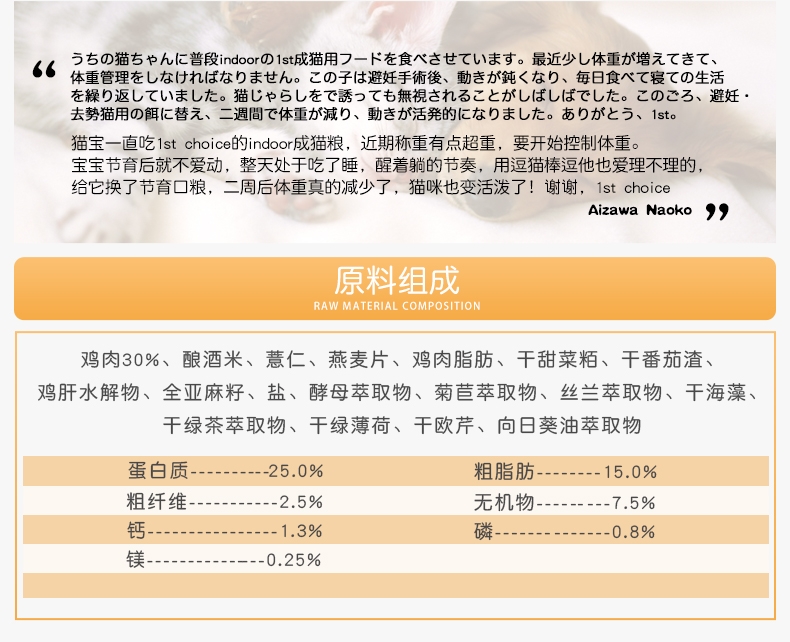 “
うちの猫ちゃんに普段indoorの1st成猫用フードを食べさせています。最近少し体重が増えてきて、
体重管理をしなければなりません。この子は避妊手術後、動きが鈍くなり、毎日食べて寝ての生活
を繰り返していました。猫じゃらしをで誘っても無視されることがしばしばでした。このごろ、避妊・
去勢猫用の餌に替え、二週間で体重が減り、動きが活発的になりました。ありがとう、1st。
猫宝一直吃1st choice的indoor成猫粮，近期称重有点超重，要开始控制体重。
宝宝节育后就不爱动，整天处于吃了睡，醒着躺的节奏，用逗猫棒逗他也爱理不理的，
给它换了节育口粮，二周后体重真的减少了，猫咪也变活泼了！谢谢，1st choice
Aizawa Naoko ”
原料组成
RAW MATERIAL COMPOSITION
鸡肉30%、酿酒米、薏仁、燕麦片、鸡肉脂肪、干甜菜粕、干番茄渣、
鸡肝水解物、全亚麻籽、盐、酵母萃取物、菊苣萃取物、丝兰萃取物、干海藻、
干绿茶萃取物、干绿薄荷、干欧芹、向日葵油萃取物
蛋白质----------25.0% 粗脂肪--------15.0%
粗纤维-----------2.5% 无机物---------7.5%
钙----------------1.3% 磷--------------0.8%
镁--------------0.25%